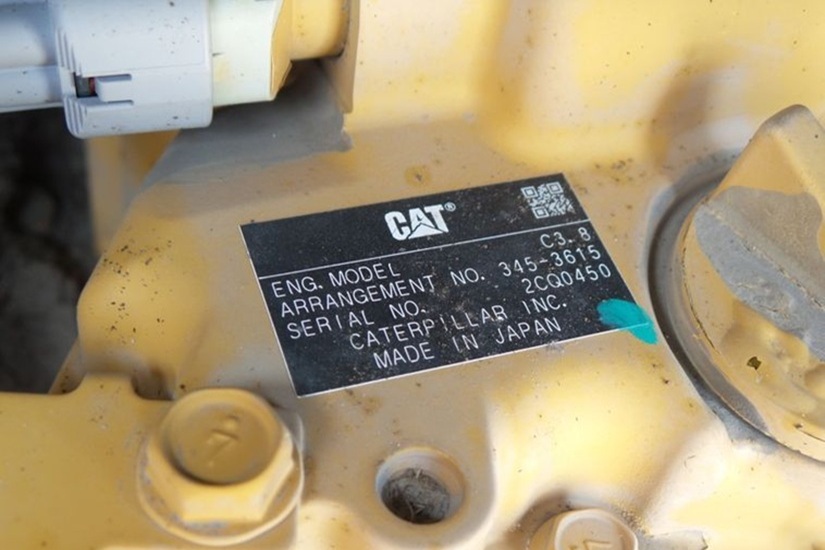 CAT®
ENG. MODEL C3.8
ARRANGEMENT NO. 345-3615
SERIAL NO. 2CQ0450
CATERPILLAR INC.
MADE IN JAPAN